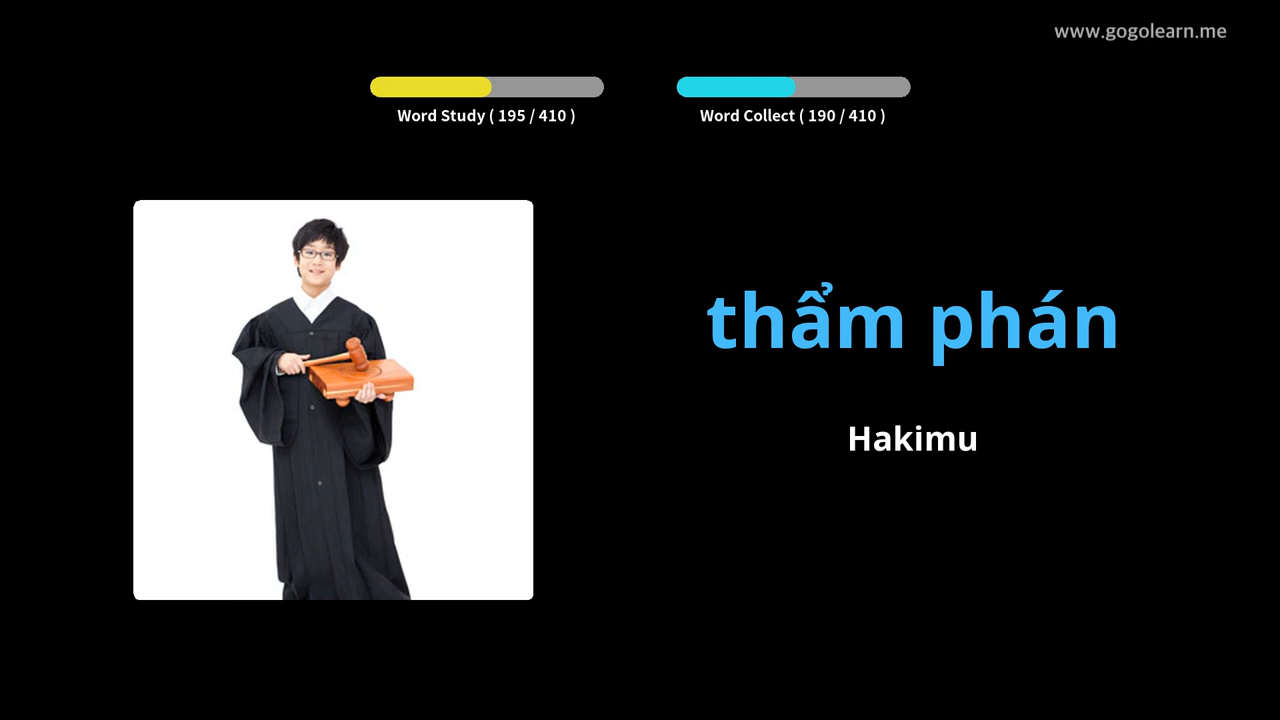 www.gogolearn.me
Word Study ( 195 / 410 )
Word Collect ( 190 / 410 )
thẩm phán
Hakimu